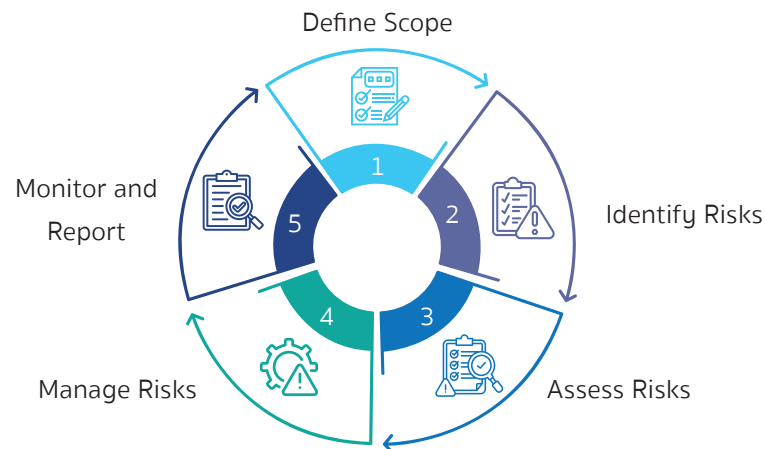 Define Scope
1
2
Identify Risks
3
Assess Risks
4
Manage Risks
5
Monitor and
Report